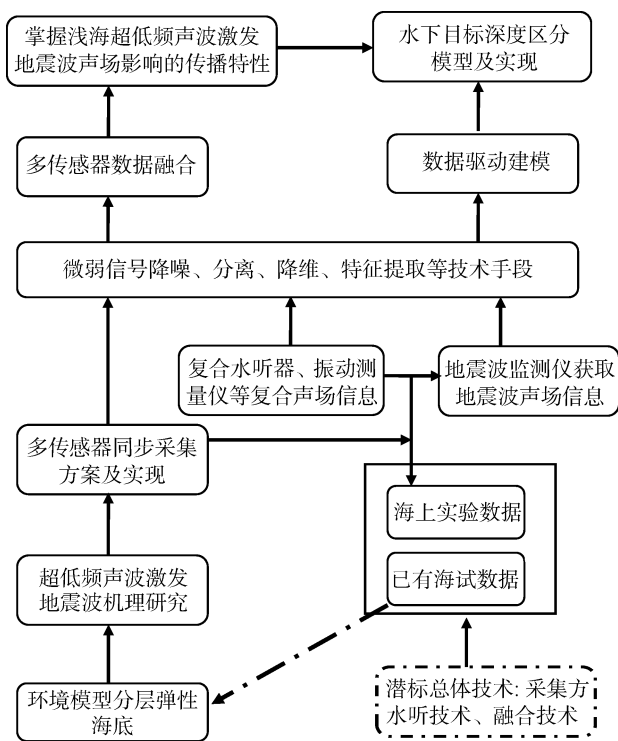 掌握浅海超低频声波激发
地震波声场影响的传播特性
水下目标深度区分
模型及实现
多传感器数据融合
数据驱动建模
微弱信号降噪、分离、降维、特征提取等技术手段
复合水听器、振动测
量仪等复合声场信息
地震波监测仪获取
地震波声场信息
多传感器同步采集
方案及实现
海上实验数据
已有海试数据
超低频声波激发
地震波机理研究
环境模型分层弹性
海底
潜标总体技术: 采集方
水听技术、融合技术